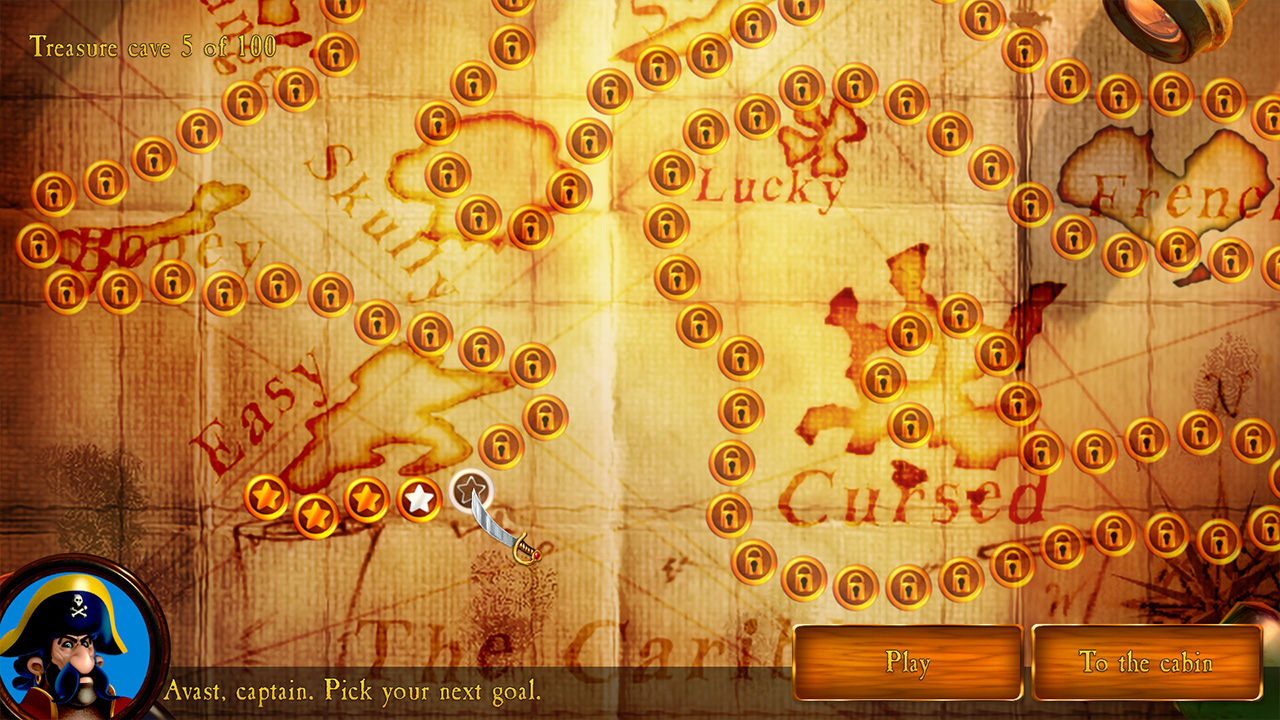 Treasure cave 5 of 100
Skully
Lucky
Frenc
Boney
Easy
Cursed
The Carib
Avast, captain. Pick your next goal.
Play
To the cabin